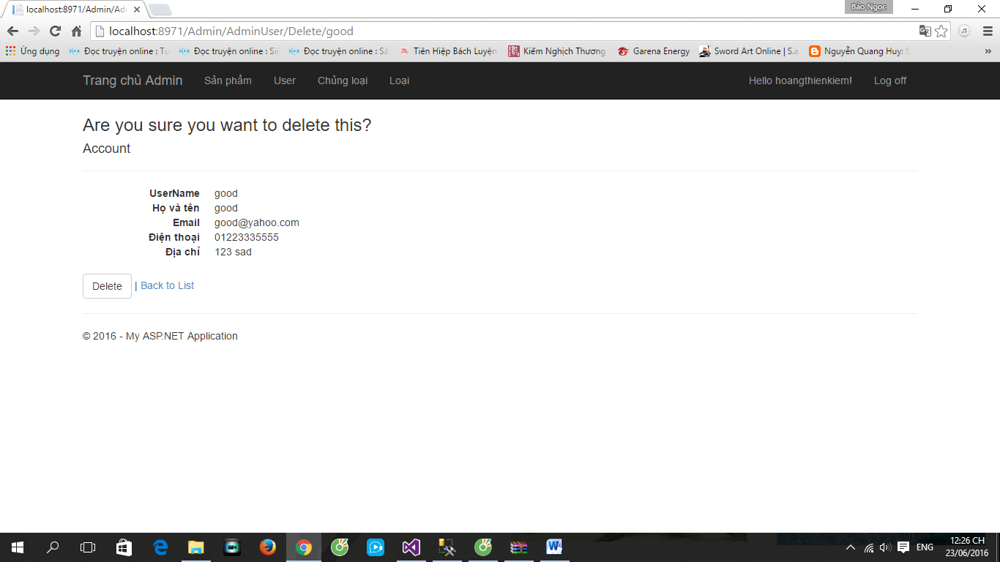 localhost:8971/Admin/Ad
Bảo Ngọc
localhost:8971/Admin/AdminUser/Delete/good
Ứng dụng
Đọc truyện online : Tu
Đọc truyện online : Siê
Đọc truyện online : Sá
Tiên Hiệp Bách Luyện
Kiếm Nghịch Thương
Garena Energy
Sword Art Online | S.a
Nguyễn Quang Huy: S
»
Trang chủ Admin
Sản phẩm
User
Chủng loại
Loại
Hello hoangthienkiem!
Log off
Are you sure you want to delete this?
Account
UserName good
Họ và tên good
Email good@yahoo.com
Điện thoại 01223335555
Địa chỉ 123 sad
Delete | Back to List
© 2016 - My ASP.NET Application
ENG
12:26 CH
23/06/2016